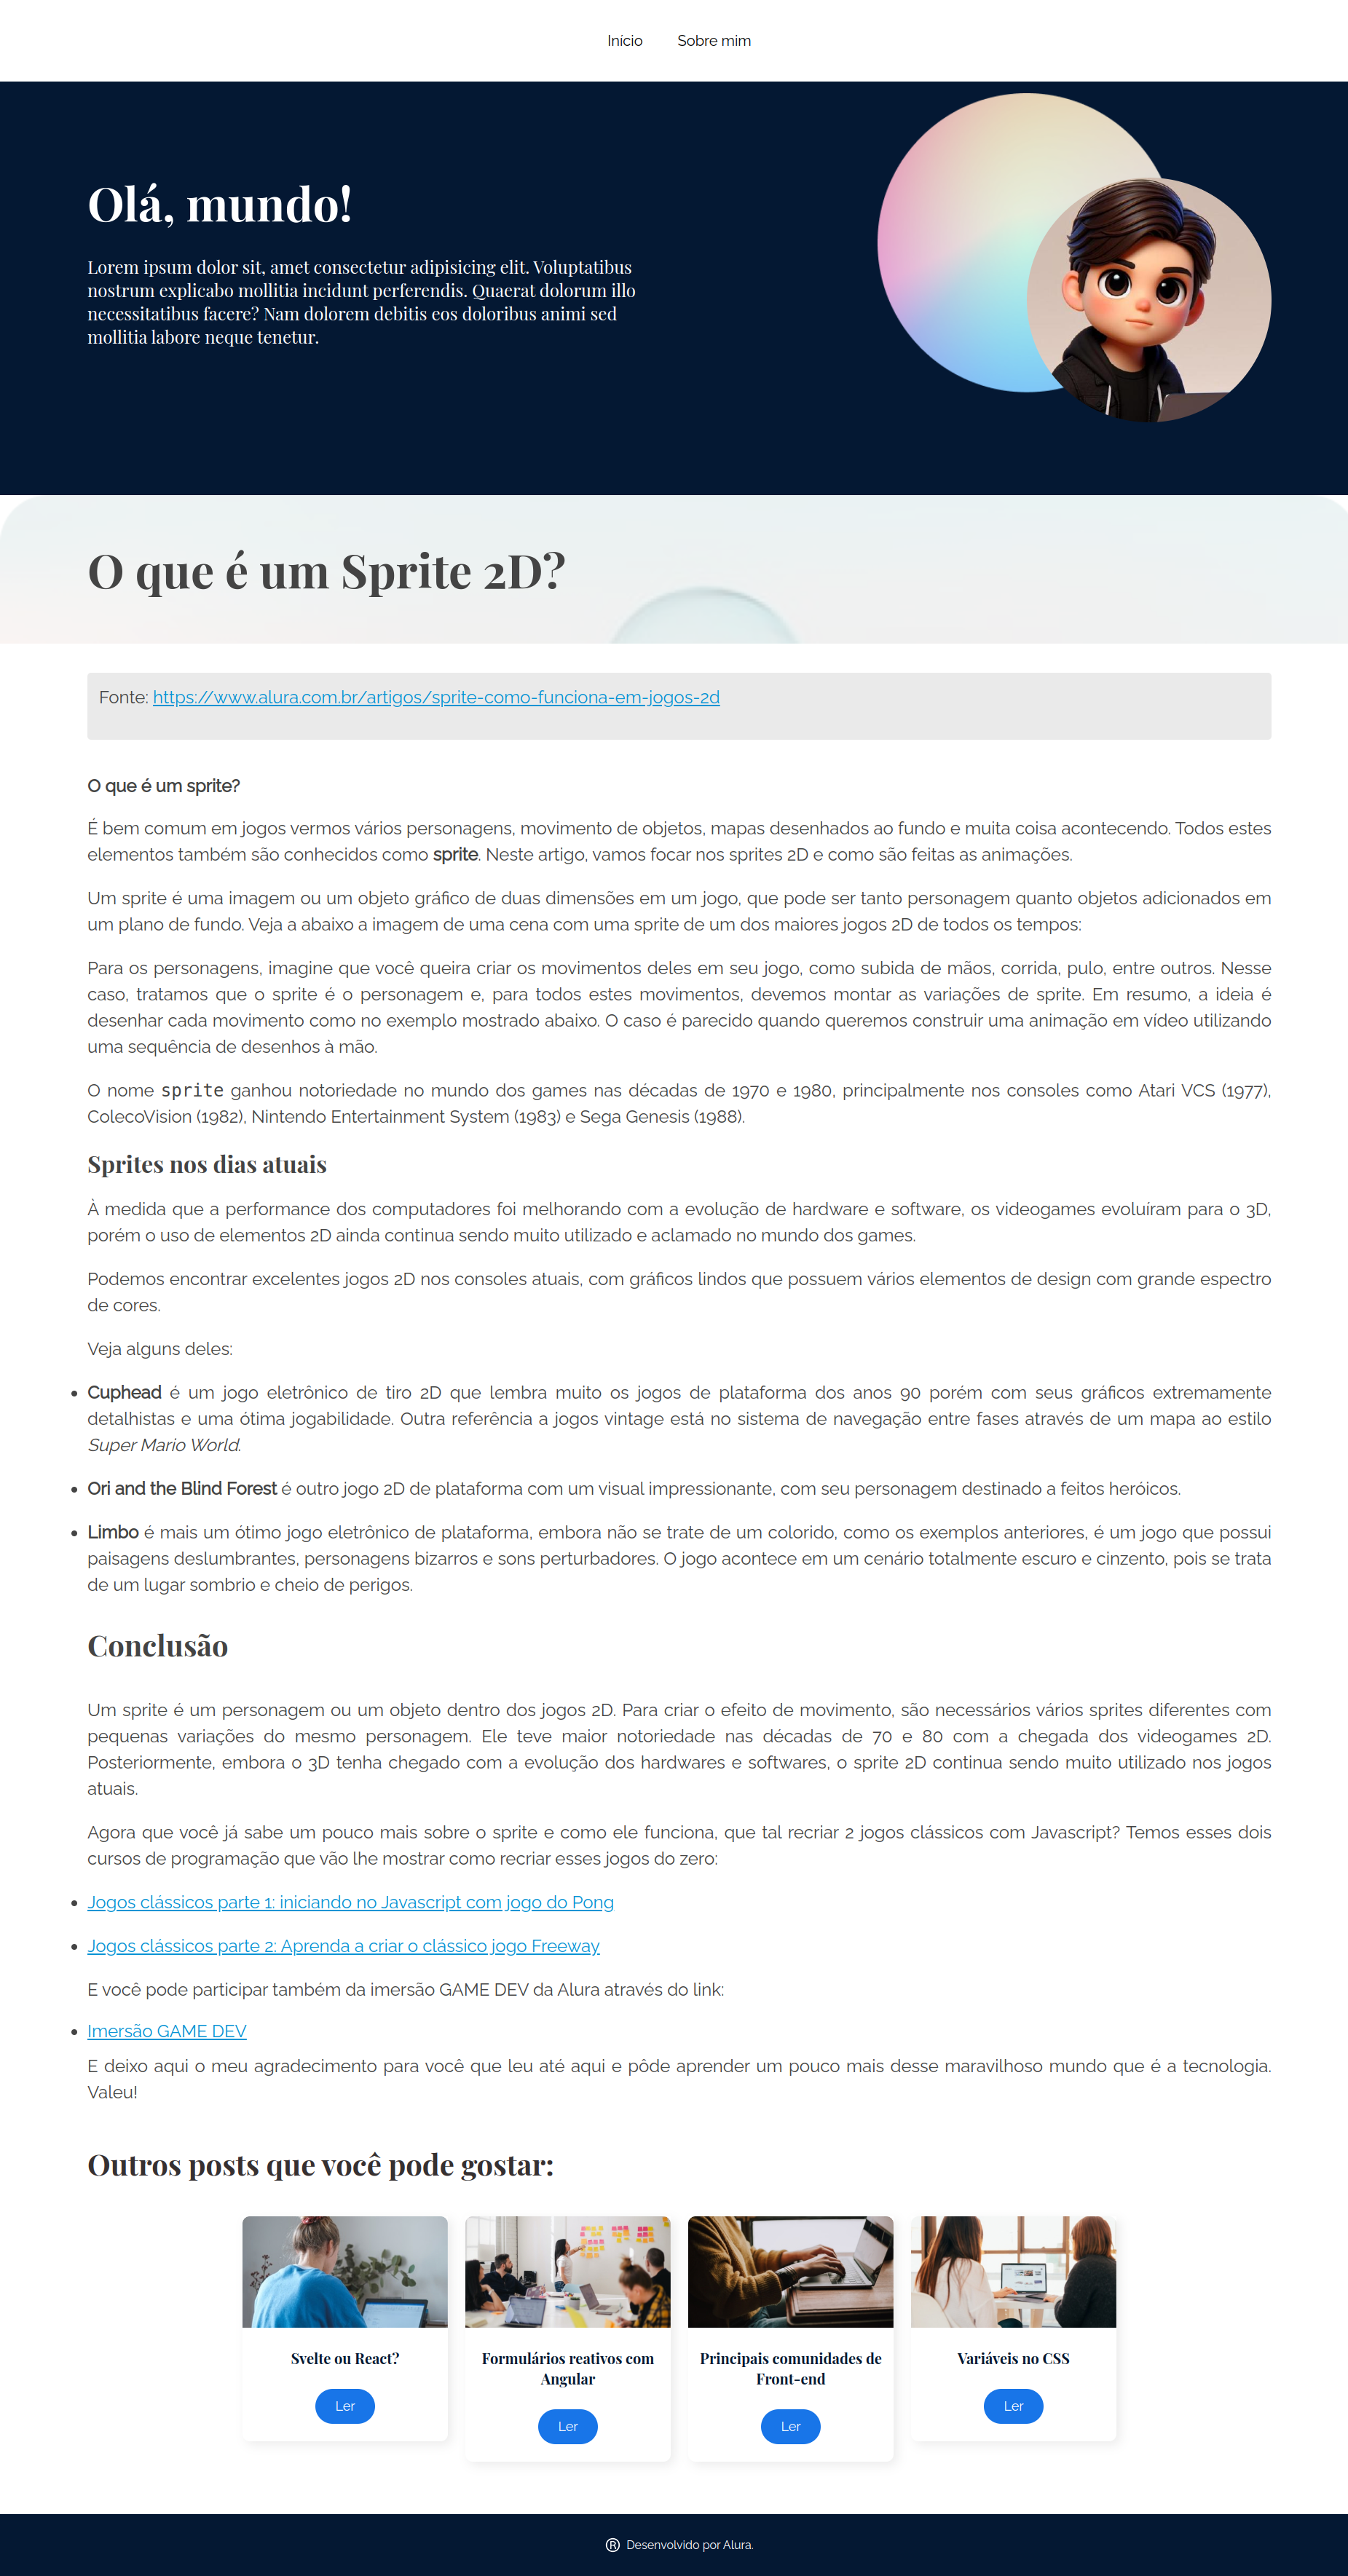 Início Sobre mim
Olá, mundo!
Lorem ipsum dolor sit, amet consectetur adipisicing elit. Voluptatibus
nostrum explicabo mollitia incidunt perferendis. Quaerat dolorum illo
necessitatibus facere? Nam dolorem debitis eos doloribus animi sed
mollitia labore neque tenetur.
O que é um Sprite 2D?
Fonte: https://www.alura.com.br/artigos/sprite-como-funciona-em-jogos-2d
O que é um sprite?
É bem comum em jogos vermos vários personagens, movimento de objetos, mapas desenhados ao fundo e muita coisa acontecendo. Todos estes
elementos também são conhecidos como sprite. Neste artigo, vamos focar nos sprites 2D e como são feitas as animações.
Um sprite é uma imagem ou um objeto gráfico de duas dimensões em um jogo, que pode ser tanto personagem quanto objetos adicionados em
um plano de fundo. Veja a abaixo a imagem de uma cena com uma sprite de um dos maiores jogos 2D de todos os tempos:
Para os personagens, imagine que você queira criar os movimentos deles em seu jogo, como subida de mãos, corrida, pulo, entre outros. Nesse
caso, tratamos que o sprite é o personagem e, para todos estes movimentos, devemos montar as variações de sprite. Em resumo, a ideia é
desenhar cada movimento como no exemplo mostrado abaixo. O caso é parecido quando queremos construir uma animação em vídeo utilizando
uma sequência de desenhos à mão.
O nome sprite ganhou notoriedade no mundo dos games nas décadas de 1970 e 1980, principalmente nos consoles como Atari VCS (1977),
ColecoVision (1982), Nintendo Entertainment System (1983) e Sega Genesis (1988).
Sprites nos dias atuais
À medida que a performance dos computadores foi melhorando com a evolução de hardware e software, os videogames evoluíram para o 3D,
porém o uso de elementos 2D ainda continua sendo muito utilizado e aclamado no mundo dos games.
Podemos encontrar excelentes jogos 2D nos consoles atuais, com gráficos lindos que possuem vários elementos de design com grande espectro
de cores.
Veja alguns deles:
• Cuphead é um jogo eletrônico de tiro 2D que lembra muito os jogos de plataforma dos anos 90 porém com seus gráficos extremamente
detalhistas e uma ótima jogabilidade. Outra referência a jogos vintage está no sistema de navegação entre fases através de um mapa ao estilo
Super Mario World.
• Ori and the Blind Forest é outro jogo 2D de plataforma com um visual impressionante, com seu personagem destinado a feitos heróicos.
• Limbo é mais um ótimo jogo eletrônico de plataforma, embora não se trate de um colorido, como os exemplos anteriores, é um jogo que possui
paisagens deslumbrantes, personagens bizarros e sons perturbadores. O jogo acontece em um cenário totalmente escuro e cinzento, pois se trata
de um lugar sombrio e cheio de perigos.
Conclusão
Um sprite é um personagem ou um objeto dentro dos jogos 2D. Para criar o efeito de movimento, são necessários vários sprites diferentes com
pequenas variações do mesmo personagem. Ele teve maior notoriedade nas décadas de 70 e 80 com a chegada dos videogames 2D.
Posteriormente, embora o 3D tenha chegado com a evolução dos hardwares e softwares, o sprite 2D continua sendo muito utilizado nos jogos
atuais.
Agora que você já sabe um pouco mais sobre o sprite e como ele funciona, que tal recriar 2 jogos clássicos com Javascript? Temos esses dois
cursos de programação que vão lhe mostrar como recriar esses jogos do zero:
• Jogos clássicos parte 1: iniciando no Javascript com jogo do Pong
• Jogos clássicos parte 2: Aprenda a criar o clássico jogo Freeway
E você pode participar também da imersão GAME DEV da Alura através do link:
• Imersão GAME DEV
E deixo aqui o meu agradecimento para você que leu até aqui e pôde aprender um pouco mais desse maravilhoso mundo que é a tecnologia.
Valeu!
Outros posts que você pode gostar:
Svelte ou React?
Ler
Formulários reativos com
Angular
Ler
Principais comunidades de
Front-end
Ler
Variáveis no CSS
Ler
® Desenvolvido por Alura.